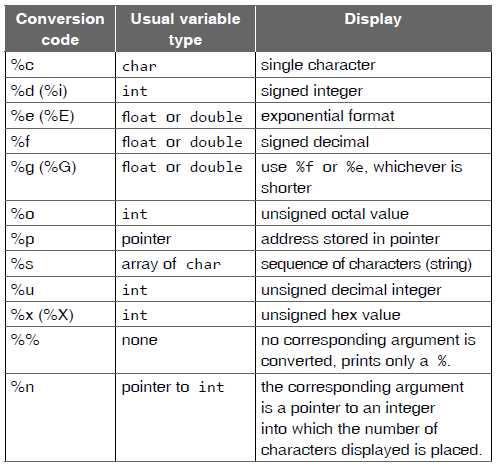 Conversion code Usual variable type Display
%c char single character
%d (%i) int signed integer
%e (%E) float or double exponential format
%f float or double signed decimal
%g (%G) float or double use %f or %e, whichever is
shorter
%o int unsigned octal value
%p pointer address stored in pointer
%s array of char sequence of characters (string)
%u int unsigned decimal integer
%x (%X) int unsigned hex value
%% none no corresponding argument is
converted, prints only a %.
%n pointer to int the corresponding argument
is a pointer to an integer
into which the number of
characters displayed is placed.